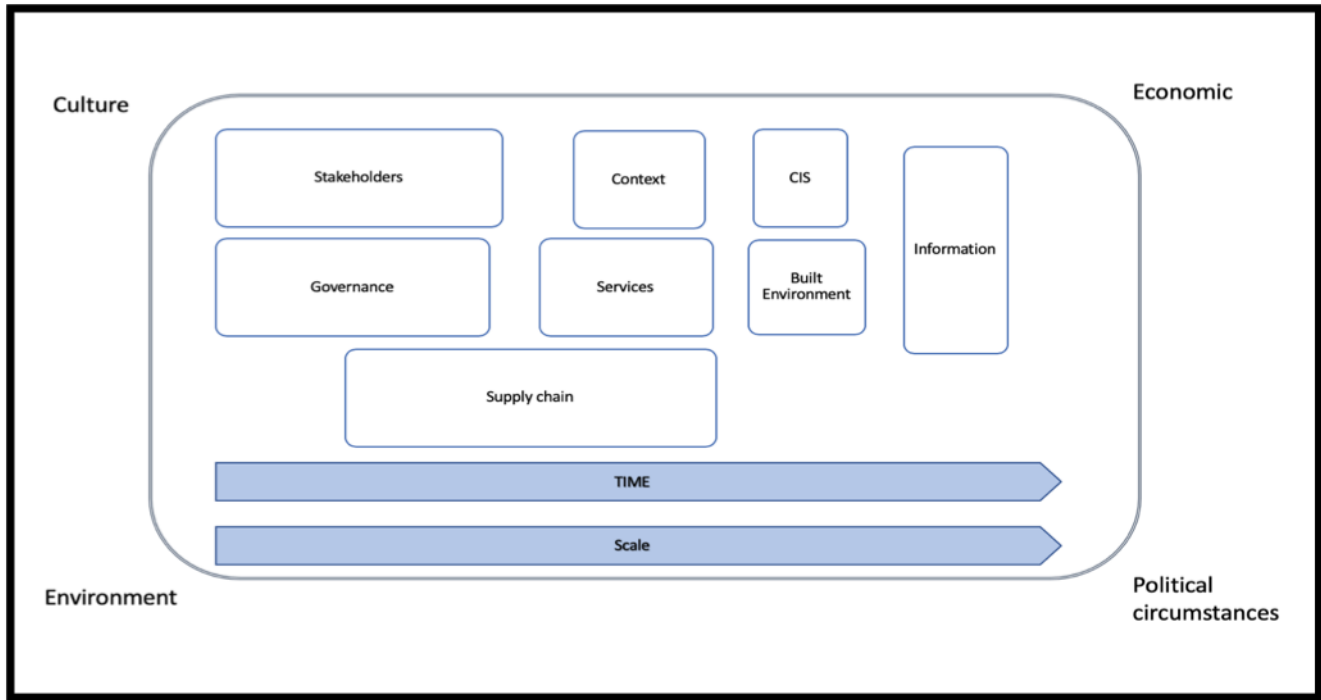 Culture
Economic
Stakeholders
Context
CIS
Information
Governance
Services
Built
Environment
Supply chain
TIME
Scale
Environment
Political
circumstances